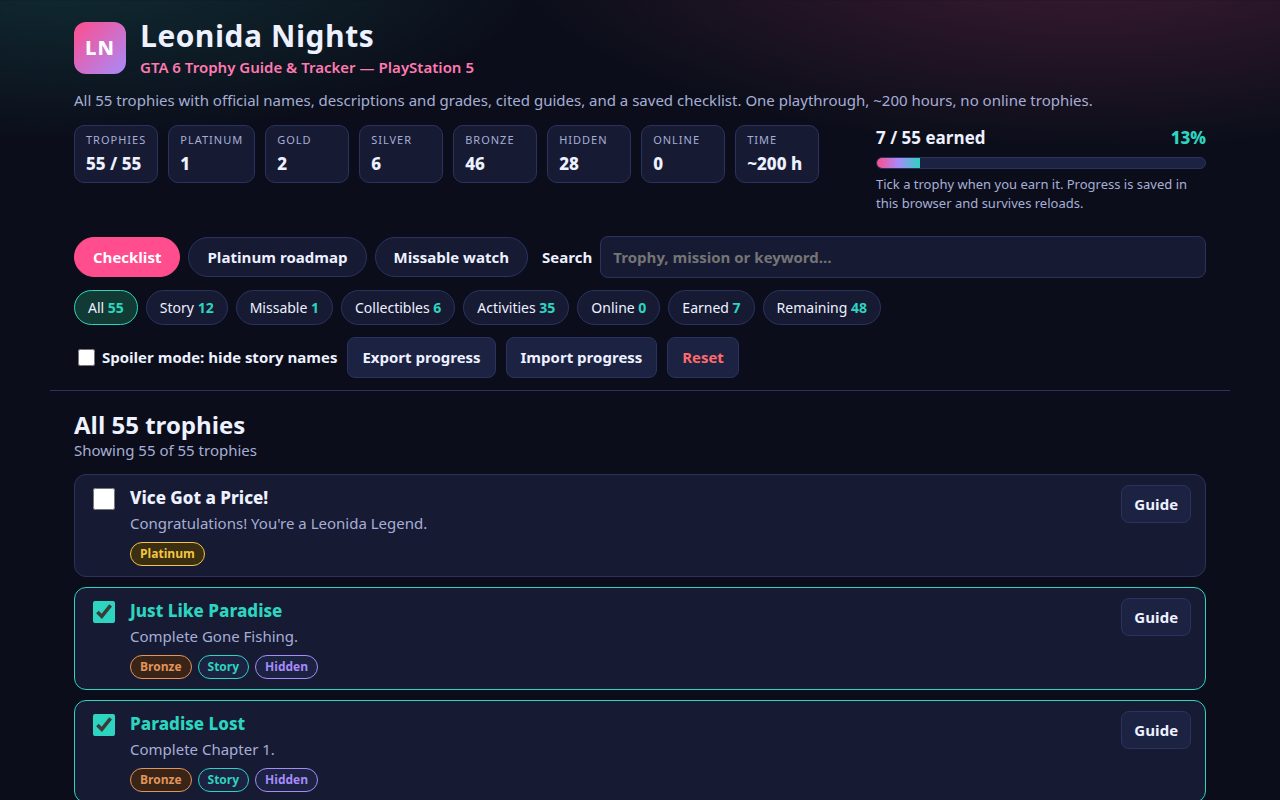 LN
Leonida Nights
GTA 6 Trophy Guide & Tracker — PlayStation 5
All 55 trophies with official names, descriptions and grades, cited guides, and a saved checklist. One playthrough, ~200 hours, no online trophies.
TROPHIES PLATINUM GOLD SILVER BRONZE HIDDEN ONLINE TIME
55 / 55 1 2 6 46 28 0 ~200 h
7 / 55 earned 13%
Tick a trophy when you earn it. Progress is saved in
this browser and survives reloads.
Checklist Platinum roadmap Missable watch Search Trophy, mission or keyword...
All 55 Story 12 Missable 1 Collectibles 6 Activities 35 Online 0 Earned 7 Remaining 48
Spoiler mode: hide story names Export progress Import progress Reset
All 55 trophies
Showing 55 of 55 trophies
Vice Got a Price! Guide
Congratulations! You're a Leonida Legend.
Platinum
Just Like Paradise Guide
Complete Gone Fishing.
Bronze Story Hidden
Paradise Lost Guide
Complete Chapter 1.
Bronze Story Hidden